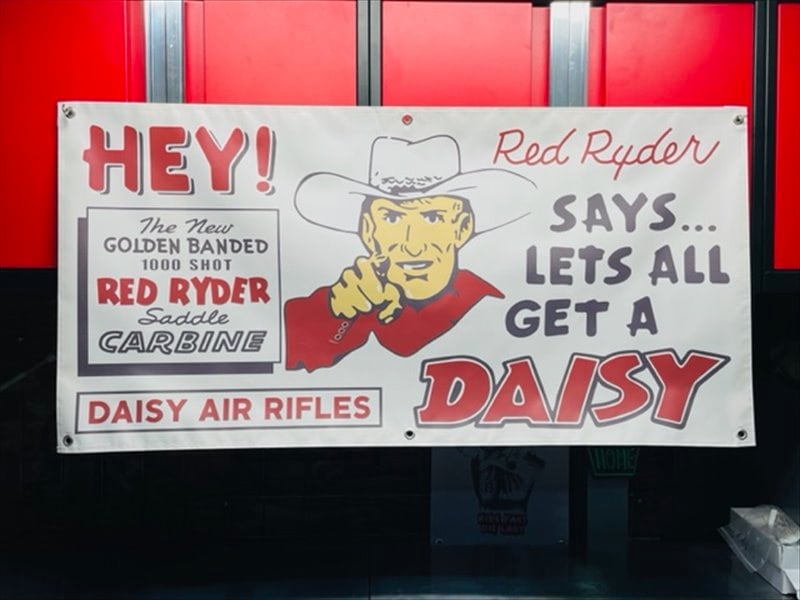 HEY!
The New
GOLDEN BANDED
1000 SHOT
RED RYDER
Saddle
CARBINE
DAISY AIR RIFLES
Red Ryder
SAYS...
LETS ALL
GET A
DAISY
HOME